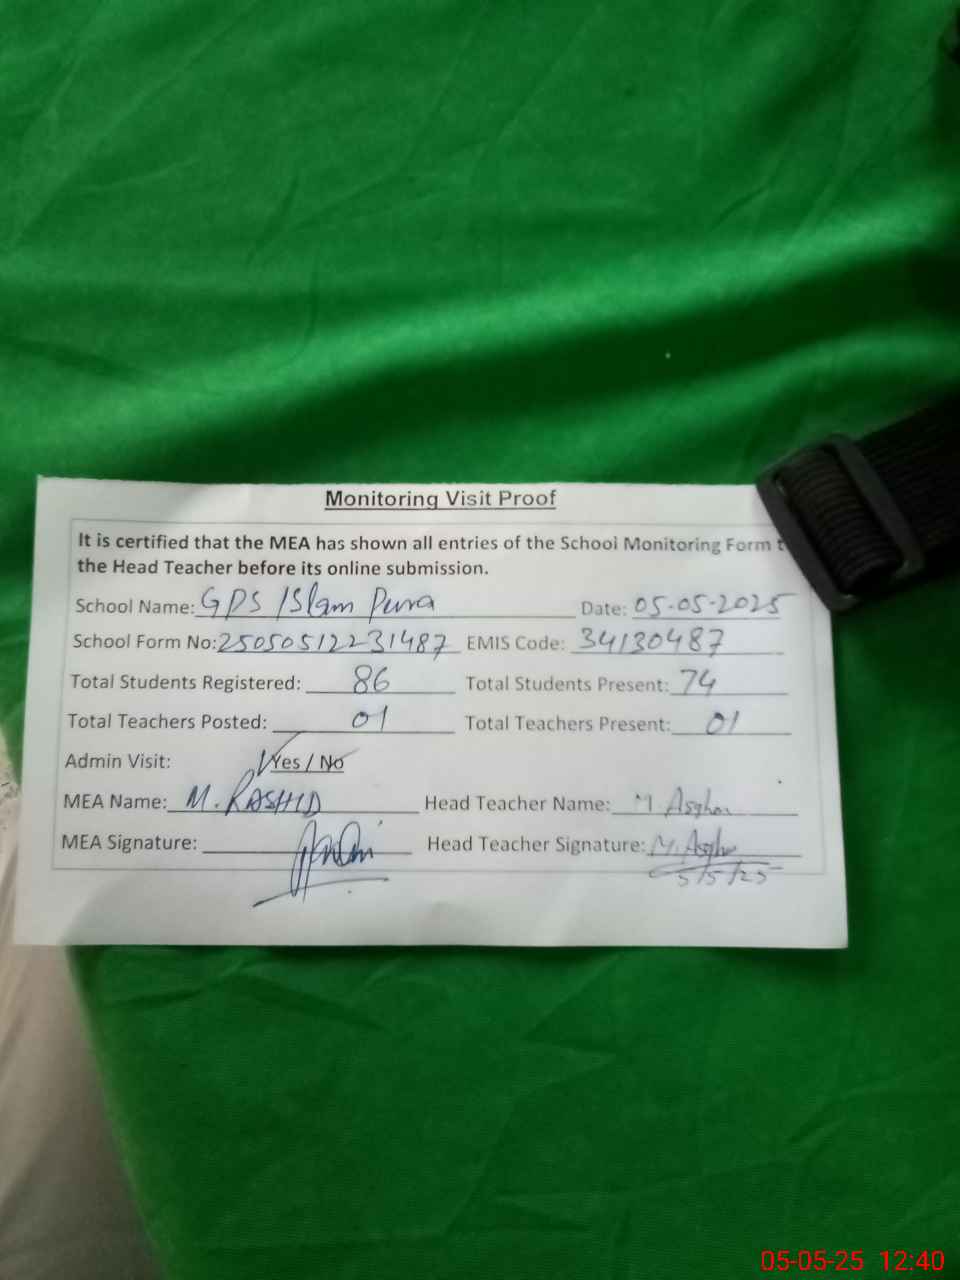 Monitoring Visit Proof
It is certified that the MEA has shown all entries of the School Monitoring Form t
the Head Teacher before its online submission.
School Name: GPS Islam Pura Date: 05-05-2025
School Form No: 25050512231487 EMIS Code: 34130487
Total Students Registered: 86 Total Students Present: 74
Total Teachers Posted: 01 Total Teachers Present: 01
Admin Visit: Yes / No
MEA Name: M. RASHID Head Teacher Name: M. Asghar
MEA Signature: Head Teacher Signature: M. Asghar
5/5/25
05-05-25 12:40